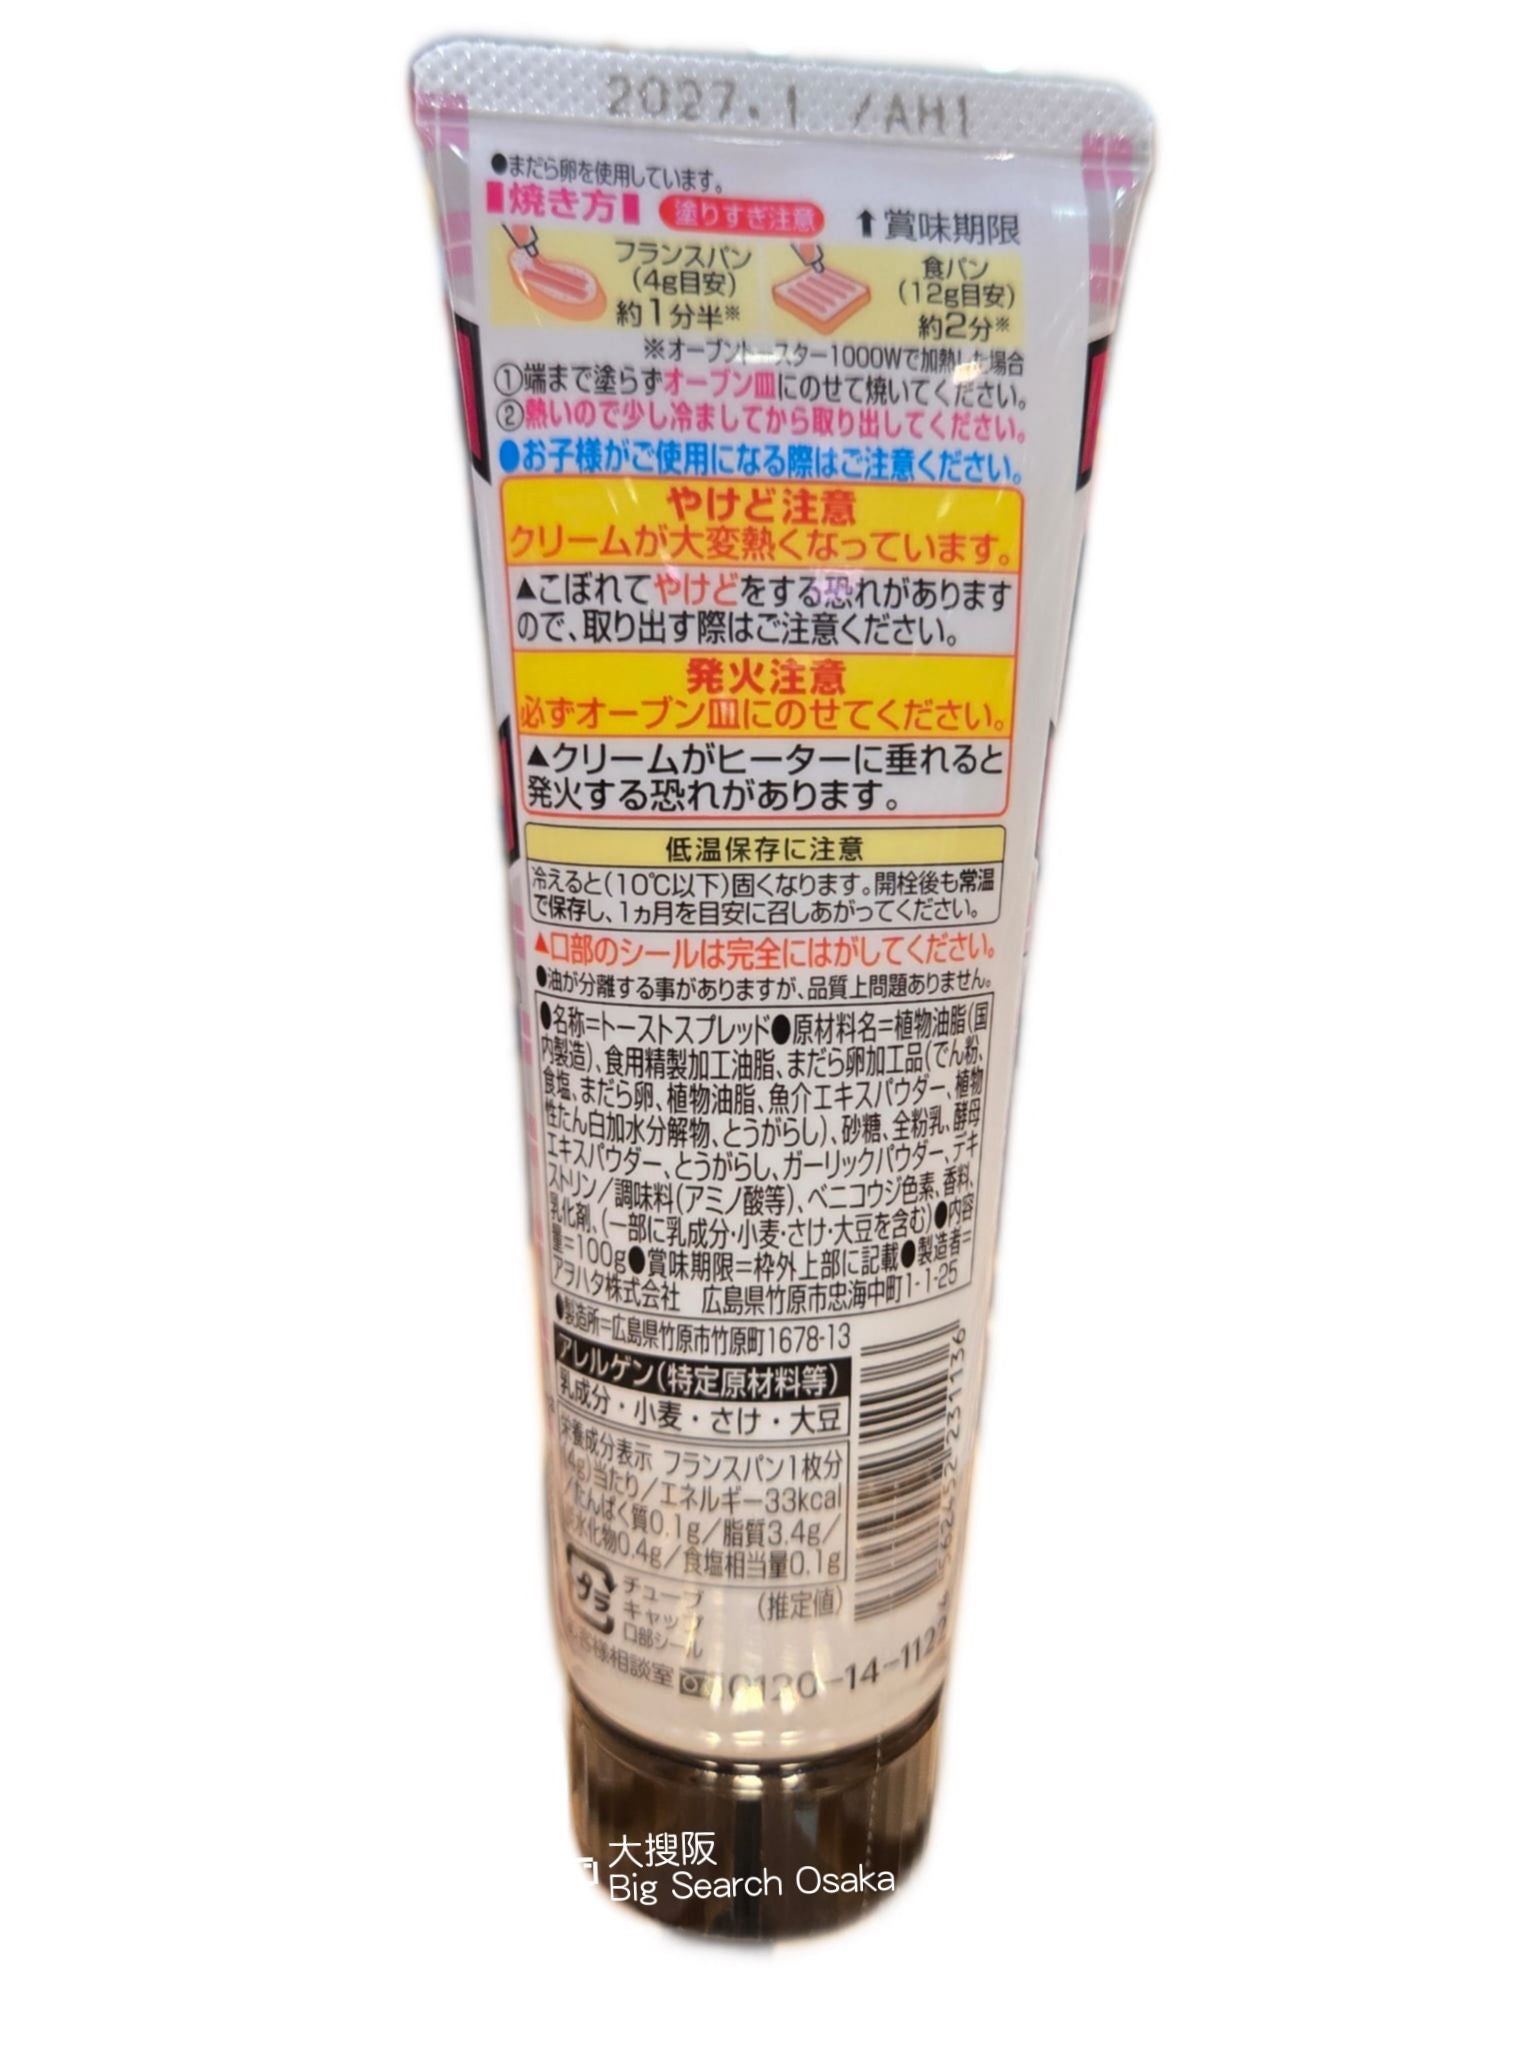 2027.1 /AH1
●まだら卵を使用しています。
焼き方 塗りすぎ注意 ↑賞味期限
フランスパン
(4g目安)
約1分半※
食パン
(12g目安)
約2分※
※オーブントースター1000Wで加熱した場合
①端まで塗らずオーブン皿にのせて焼いてください。
②熱いので少し冷ましてから取り出してください。
●お子様がご使用になる際はご注意ください。
やけど注意
クリームが大変熱くなっています。
▲こぼれてやけどをする恐れがあります
ので、取り出す際はご注意ください。
発火注意
必ずオーブン皿にのせてください。
▲クリームがヒーターに垂れると
発火する恐れがあります。
低温保存に注意
冷えると(10℃以下)固くなります。開栓後も常温
で保存し、1ヵ月を目安に召しあがってください。
▲口部のシールは完全にはがしてください。
●油が分離する事がありますが、品質上問題ありません。
●名称=トーストスプレッド●原材料名=植物油脂(国
内製造)、食用精製加工油脂、まだら卵加工品(でん粉、
食塩、まだら卵、植物油脂、魚介エキスパウダー、植物
性たん白加水分解物、とうがらし)、砂糖、全粉乳、酵母
エキスパウダー、とうがらし、ガーリックパウダー、デキ
ストリン/調味料(アミノ酸等)、ベニコウジ色素、香料、
乳化剤、(一部に乳成分・小麦・さけ・大豆を含む)●内容
量=100g●賞味期限=枠外上部に記載●製造者=
アヲハタ株式会社 広島県竹原市忠海中町1-1-25
●製造所=広島県竹原市竹原町1678-13
アレルゲン(特定原材料等)
乳成分・小麦・さけ・大豆
栄養成分表示 フランスパン1枚分
(4g)当たり/エネルギー33kcal
/たんぱく質0.1g/脂質3.4g/
炭水化物0.4g/食塩相当量0.1g
(推定値)
プラ
チューブ
キャップ
口部シール
お客様相談室 0120-14-1122
562452 231136
大搜阪
Big Search Osaka